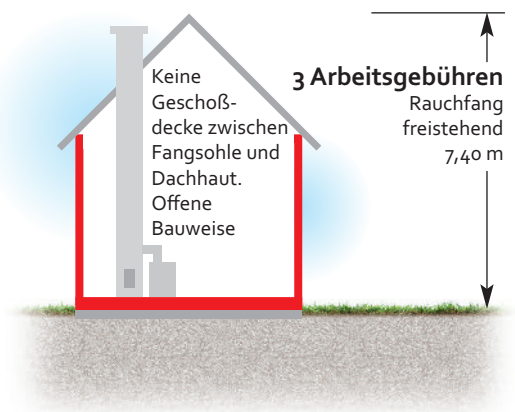 Keine
Geschoß-
decke zwischen
Fangsohle und
Dachhaut.
Offene
Bauweise
3 Arbeitsgebühren
Rauchfang
freistehend
7,40 m